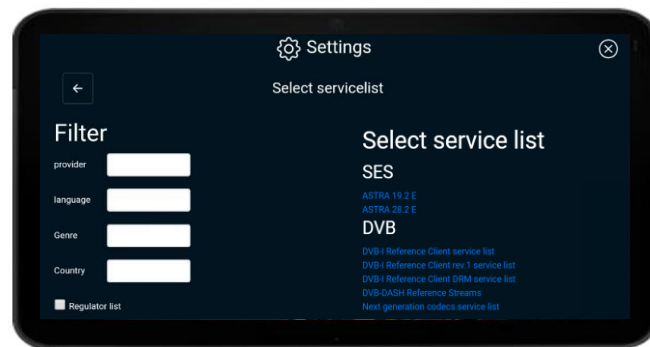 Settings
Select servicelist
Filter
provider
language
Genre
Country
Regulator list
Select service list
SES
ASTRA 19.2 E
ASTRA 28.2 E
DVB
DVB-I Reference Client service list
DVB-I Reference Client rev.1 service list
DVB-I Reference Client DRM service list
DVB-DASH Reference Streams
Next generation codecs service list